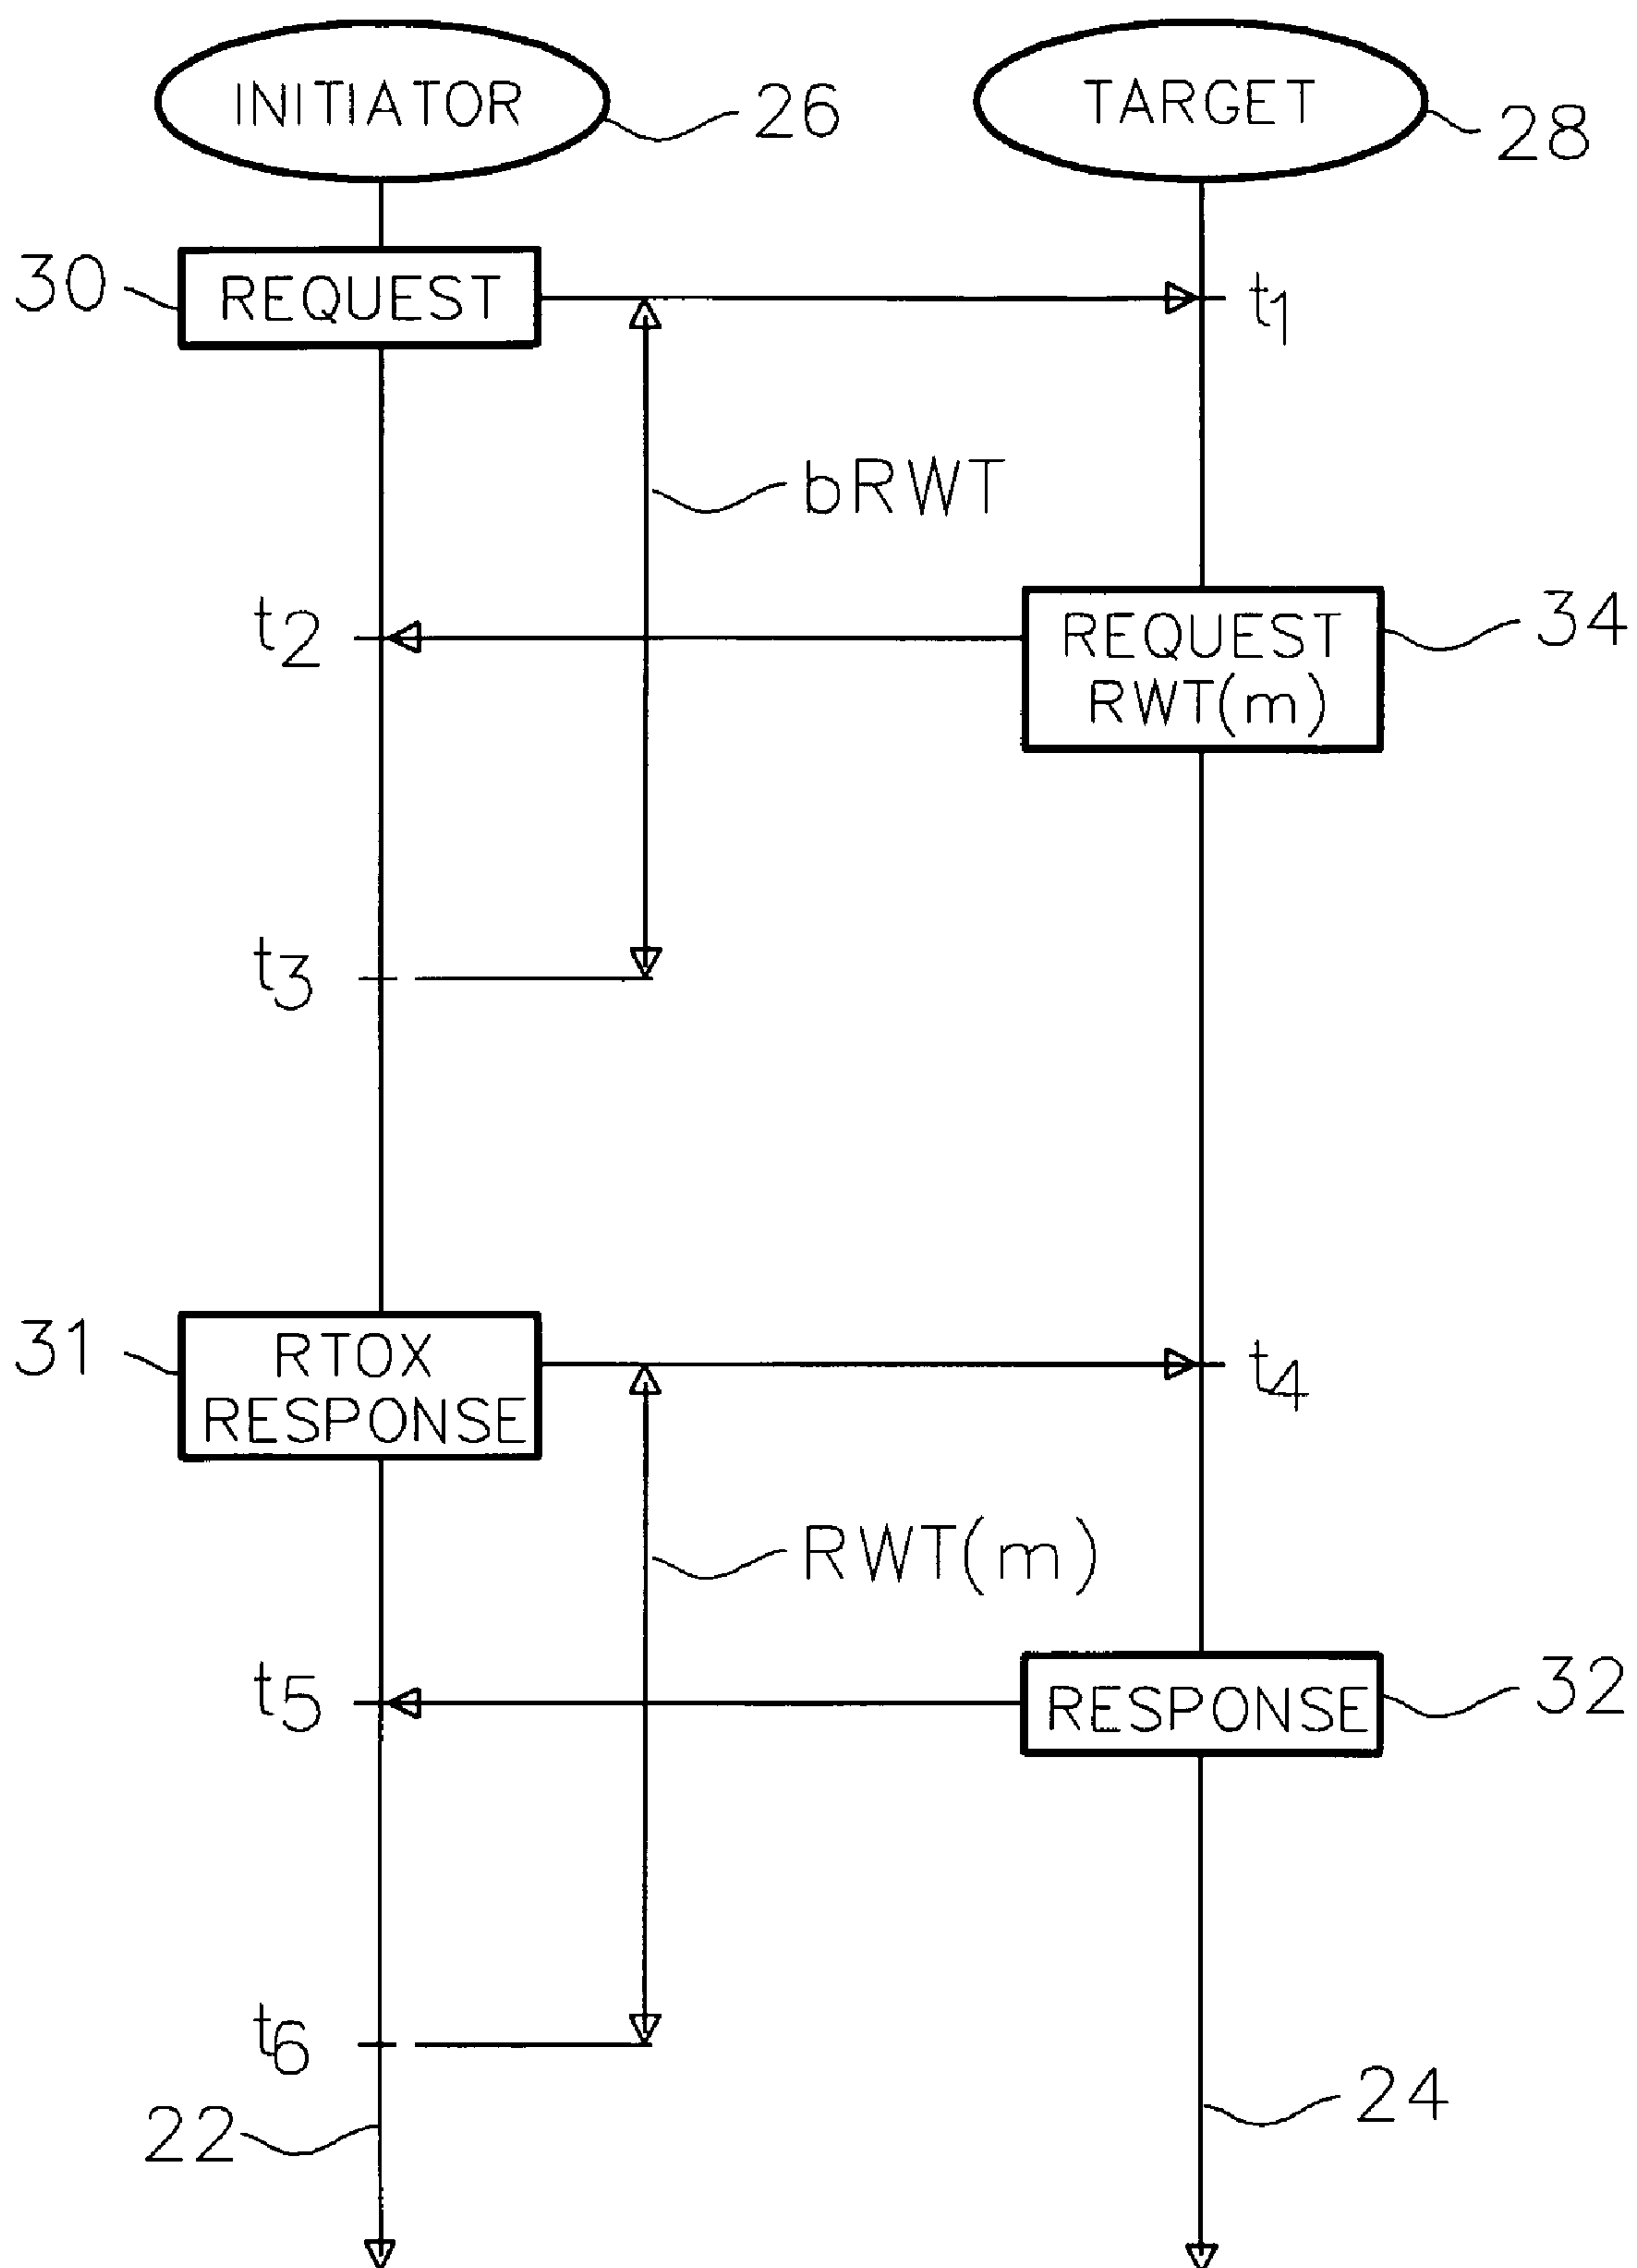 INITIATOR
26
TARGET
28
30
REQUEST
t1
bRWT
t2
REQUEST
RWT(m)
34
t3
31
RTOX
RESPONSE
t4
RWT(m)
t5
RESPONSE
32
t6
22
24